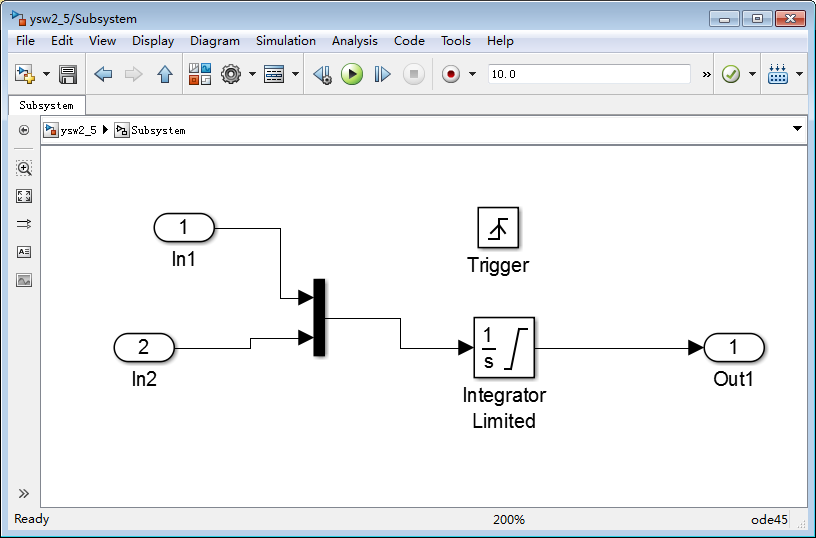 ysw2_5/Subsystem
File Edit View Display Diagram Simulation Analysis Code Tools Help
10.0 »
Subsystem
ysw2_5 Subsystem
1
In1
Trigger
2
In2
1
s
Integrator
Limited
1
Out1
Ready 200% ode45